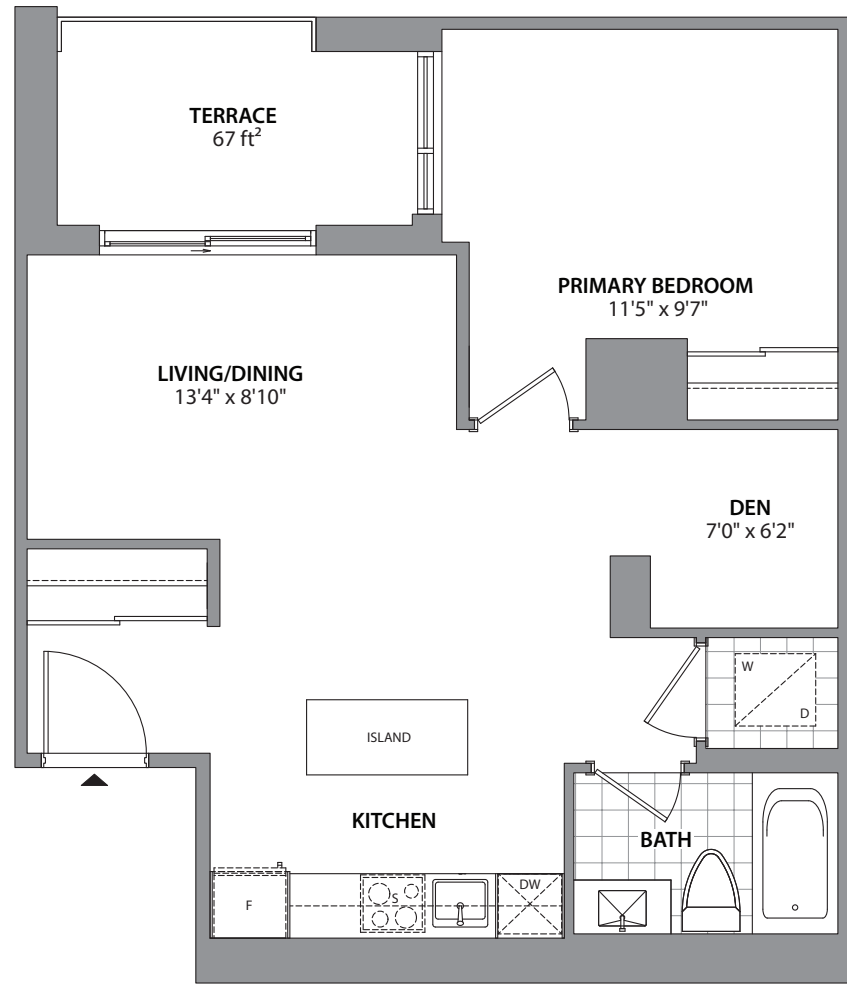 TERRACE
67 ft²
PRIMARY BEDROOM
11'5" x 9'7"
LIVING/DINING
13'4" x 8'10"
DEN
7'0" x 6'2"
W
D
ISLAND
KITCHEN
BATH
F
S
DW